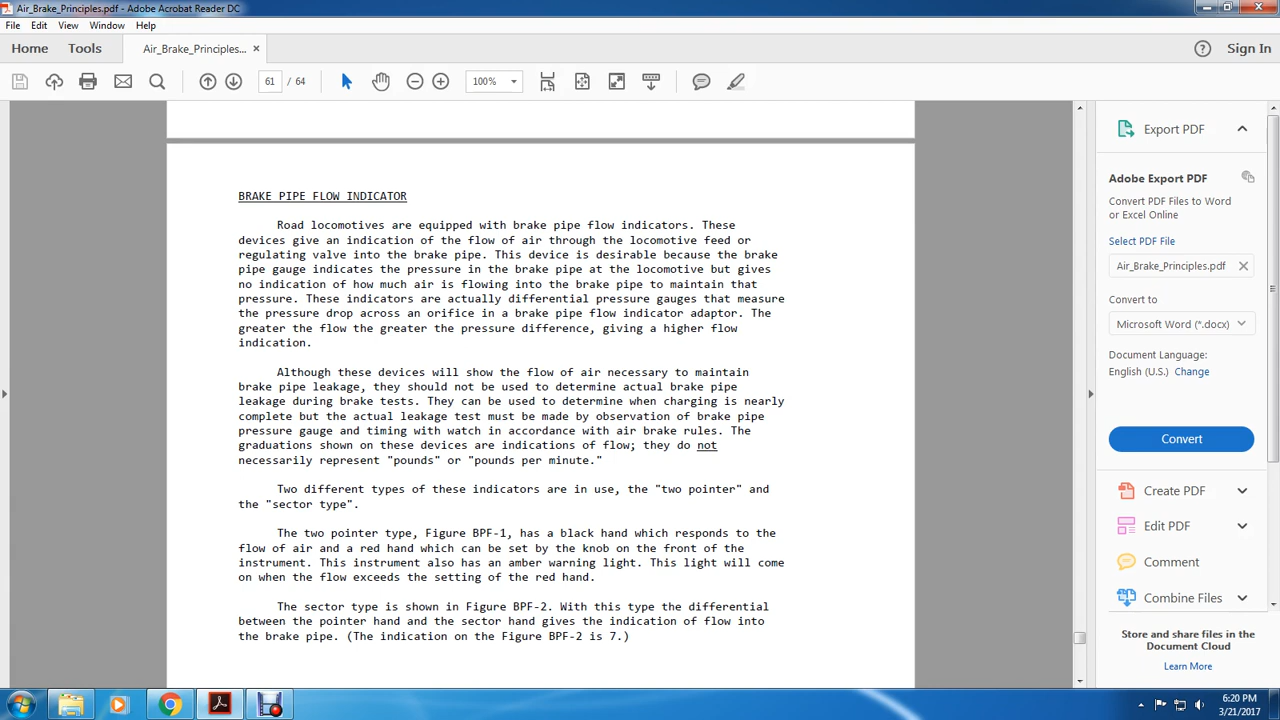 Air_Brake_Principles.pdf - Adobe Acrobat Reader DC
File Edit View Window Help
Home Tools Air_Brake_Principles... × Sign In
61 / 64 100%
BRAKE PIPE FLOW INDICATOR
Road locomotives are equipped with brake pipe flow indicators. These
devices give an indication of the flow of air through the locomotive feed or
regulating valve into the brake pipe. This device is desirable because the brake
pipe gauge indicates the pressure in the brake pipe at the locomotive but gives
no indication of how much air is flowing into the brake pipe to maintain that
pressure. These indicators are actually differential pressure gauges that measure
the pressure drop across an orifice in a brake pipe flow indicator adaptor. The
greater the flow the greater the pressure difference, giving a higher flow
indication.
Although these devices will show the flow of air necessary to maintain
brake pipe leakage, they should not be used to determine actual brake pipe
leakage during brake tests. They can be used to determine when charging is nearly
complete but the actual leakage test must be made by observation of brake pipe
pressure gauge and timing with watch in accordance with air brake rules. The
graduations shown on these devices are indications of flow; they do not
necessarily represent "pounds" or "pounds per minute."
Two different types of these indicators are in use, the "two pointer" and
the "sector type".
The two pointer type, Figure BPF-1, has a black hand which responds to the
flow of air and a red hand which can be set by the knob on the front of the
instrument. This instrument also has an amber warning light. This light will come
on when the flow exceeds the setting of the red hand.
The sector type is shown in Figure BPF-2. With this type the differential
between the pointer hand and the sector hand gives the indication of flow into
the brake pipe. (The indication on the Figure BPF-2 is 7.)
Export PDF
Adobe Export PDF
Convert PDF Files to Word
or Excel Online
Select PDF File
Air_Brake_Principles.pdf
Convert to
Microsoft Word (*.docx)
Document Language:
English (U.S.) Change
Convert
Create PDF
Edit PDF
Comment
Combine Files
Store and share files in the
Document Cloud
Learn More
6:20 PM
3/21/2017